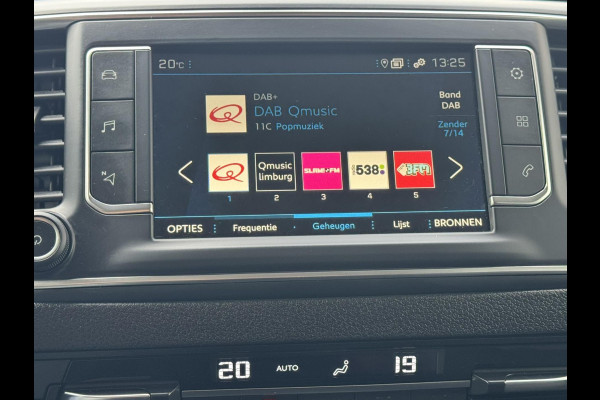 20°C
13:25
DAB+
DAB Qmusic
11C Popmuziek
Band
DAB
Zender
7/14
Qmusic
limburg
SLAM! FM
538
1
2
3
4
5
OPTIES
Frequentie
Geheugen
Lijst
BRONNEN
N
20
AUTO
19